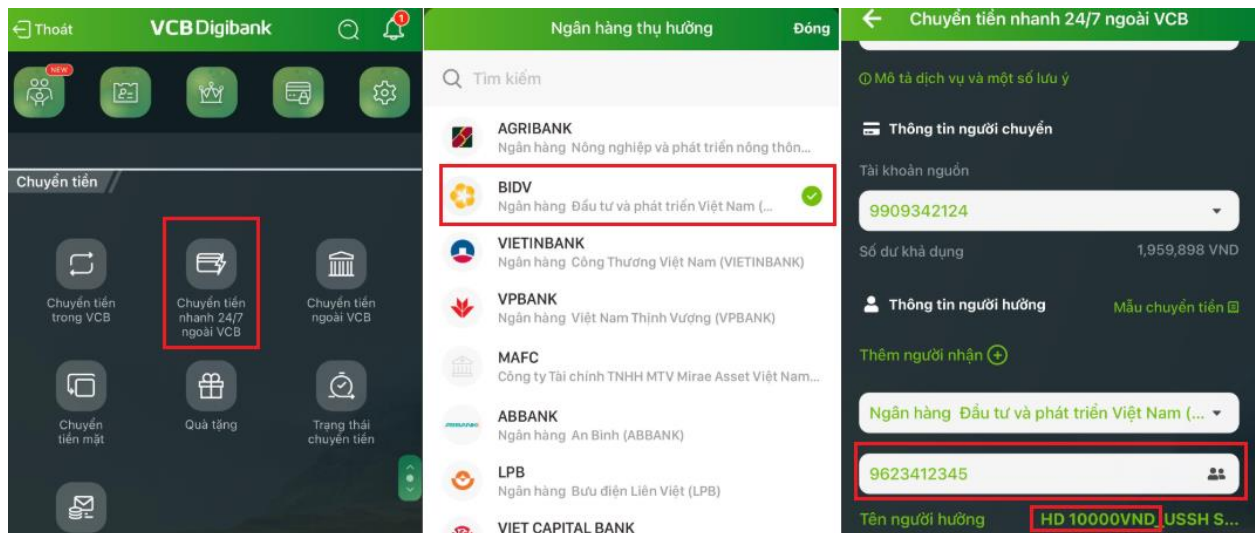 Thoát
VCB Digibank
1
NEW
Chuyển tiền
Chuyển tiền
trong VCB
Chuyển tiền
nhanh 24/7
ngoài VCB
Chuyển tiền
ngoài VCB
Chuyển
tiền mặt
Quà tặng
Trạng thái
chuyển tiền
Ngân hàng thụ hưởng
Đóng
Tìm kiếm
AGRIBANK
Ngân hàng Nông nghiệp và phát triển nông thôn...
BIDV
Ngân hàng Đầu tư và phát triển Việt Nam (...
VIETINBANK
Ngân hàng Công Thương Việt Nam (VIETINBANK)
VPBANK
Ngân hàng Việt Nam Thịnh Vượng (VPBANK)
MAFC
Công ty Tài chính TNHH MTV Mirae Asset Việt Nam...
ABBANK
Ngân hàng An Bình (ABBANK)
LPB
Ngân hàng Bưu điện Liên Việt (LPB)
VIET CAPITAL BANK
Chuyển tiền nhanh 24/7 ngoài VCB
Mô tả dịch vụ và một số lưu ý
Thông tin người chuyển
Tài khoản nguồn
9909342124
Số dư khả dụng
1,959,898 VND
Thông tin người hưởng
Mẫu chuyển tiền
Thêm người nhận
Ngân hàng Đầu tư và phát triển Việt Nam (...
9623412345
Tên người hưởng
HD 10000VND_USSH S...